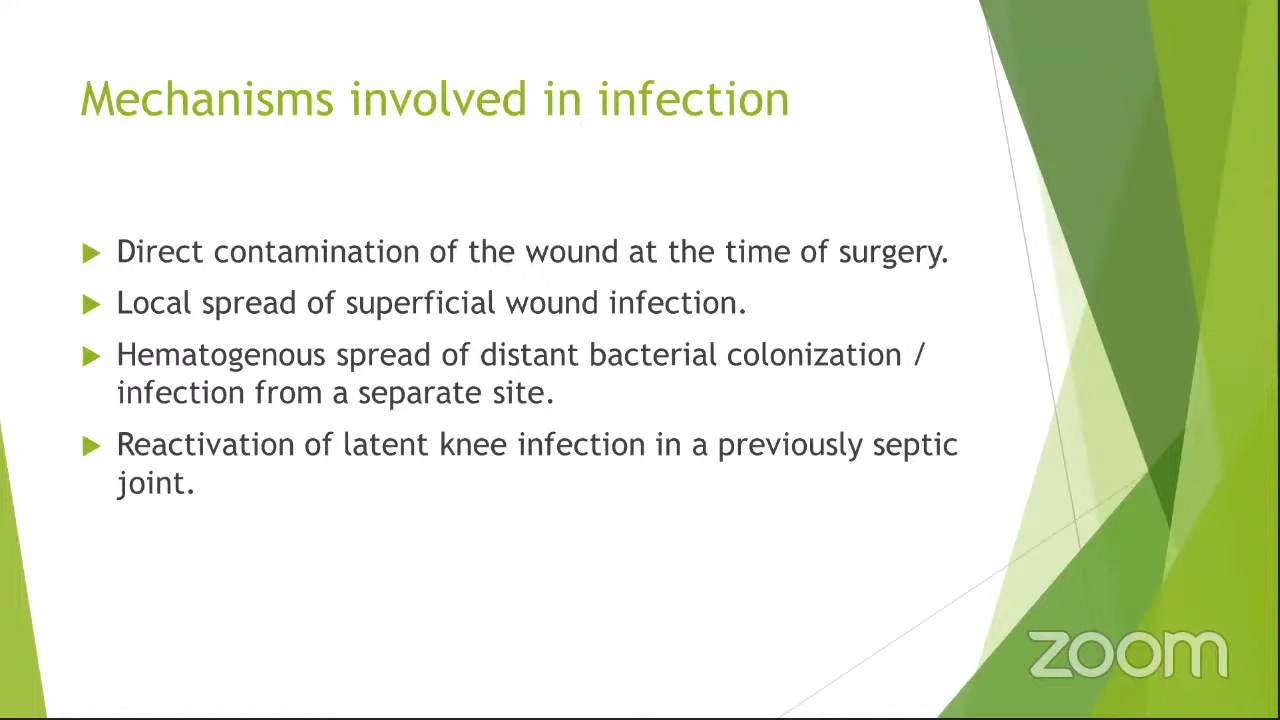 Mechanisms involved in infection
Direct contamination of the wound at the time of surgery.
Local spread of superficial wound infection.
Hematogenous spread of distant bacterial colonization /
infection from a separate site.
Reactivation of latent knee infection in a previously septic
joint.
zoom